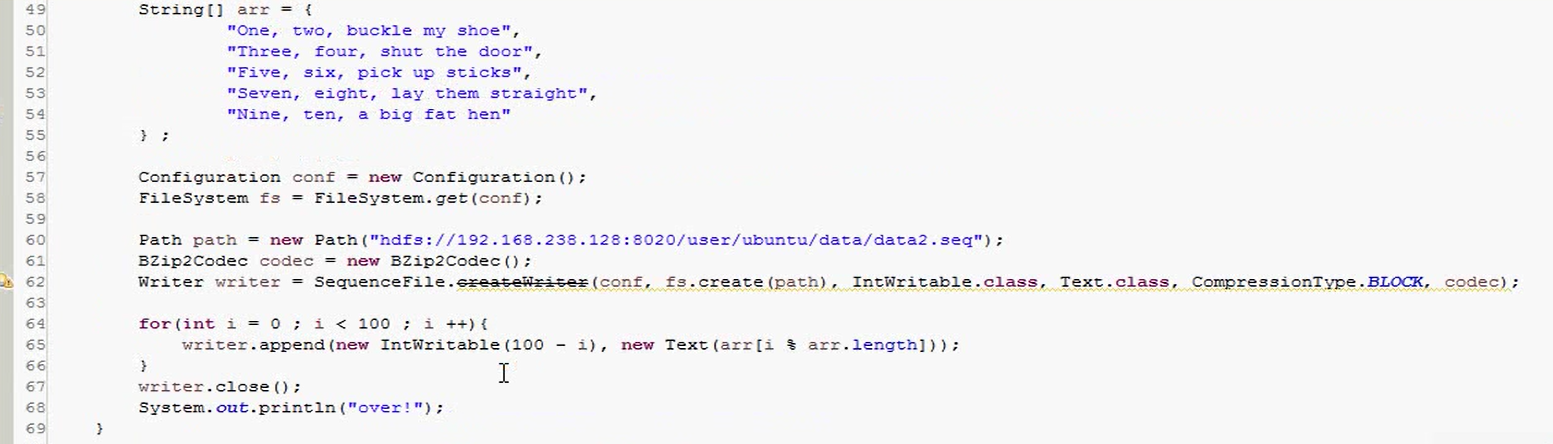 49 String[] arr = {
50 "One, two, buckle my shoe",
51 "Three, four, shut the door",
52 "Five, six, pick up sticks",
53 "Seven, eight, lay them straight",
54 "Nine, ten, a big fat hen"
55 } ;
56
57 Configuration conf = new Configuration();
58 FileSystem fs = FileSystem.get(conf);
59
60 Path path = new Path("hdfs://192.168.238.128:8020/user/ubuntu/data/data2.seq");
61 BZip2Codec codec = new BZip2Codec();
62 Writer writer = SequenceFile.createWriter(conf, fs.create(path), IntWritable.class, Text.class, CompressionType.BLOCK, codec);
63
64 for(int i = 0 ; i < 100 ; i ++){
65 writer.append(new IntWritable(100 - i), new Text(arr[i % arr.length]));
66 }
67 writer.close();
68 System.out.println("over!");
69 }